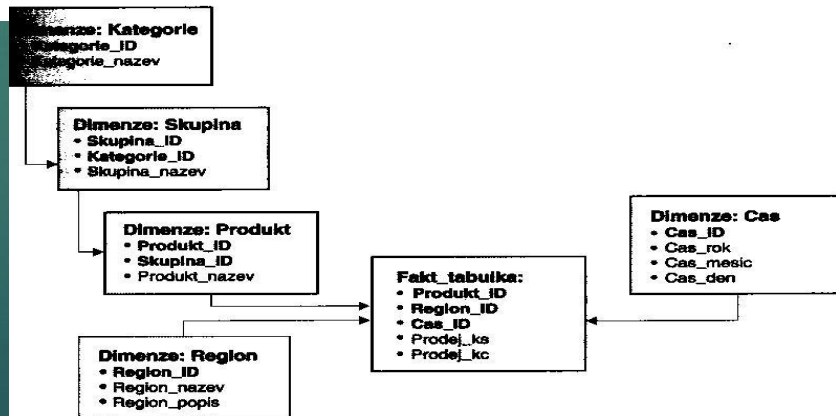 Dimenze: Kategorie
Kategorie_ID
Kategorie_nazev
Dimenze: Skupina
• Skupina_ID
• Kategorie_ID
• Skupina_nazev
Dimenze: Produkt
• Produkt_ID
• Skupina_ID
• Produkt_nazev
Dimenze: Region
• Region_ID
• Region_nazev
• Region_popis
Fakt_tabulka:
• Produkt_ID
• Region_ID
• Cas_ID
• Prodej_ks
• Prodej_kc
Dimenze: Cas
• Cas_ID
• Cas_rok
• Cas_mesic
• Cas_den